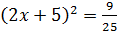 (2x + 5)² = 9/25